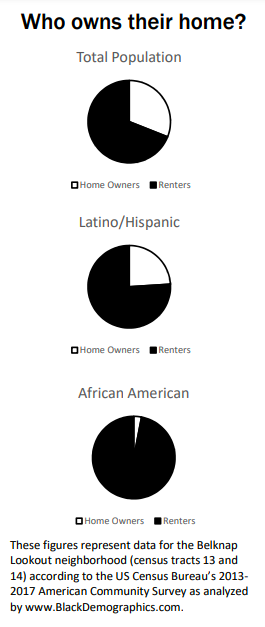 Who owns their home?
Total Population
Home Owners Renters
Latino/Hispanic
Home Owners Renters
African American
Home Owners Renters
These figures represent data for the Belknap
Lookout neighborhood (census tracts 13 and
14) according to the US Census Bureau's 2013-
2017 American Community Survey as analyzed
by www.BlackDemographics.com.